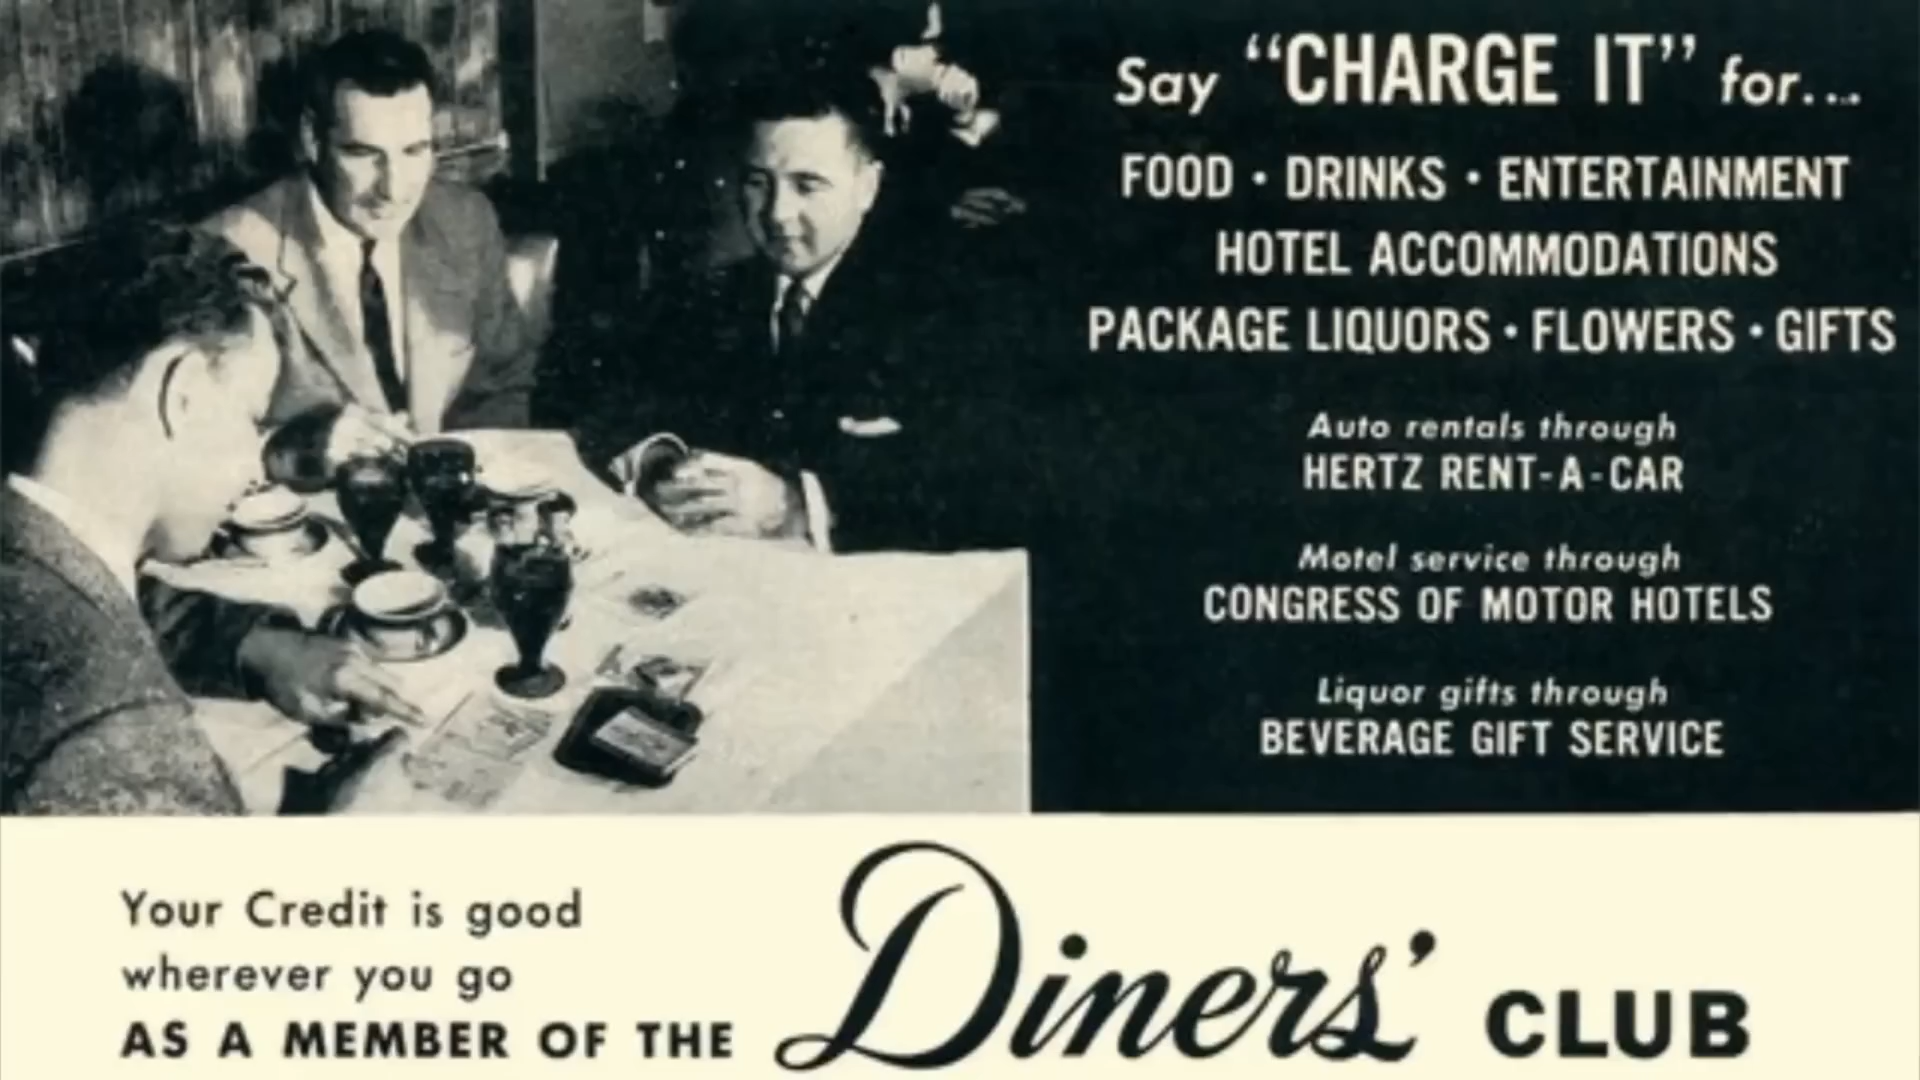 Say “CHARGE IT” for...
FOOD • DRINKS • ENTERTAINMENT
HOTEL ACCOMMODATIONS
PACKAGE LIQUORS • FLOWERS • GIFTS
Auto rentals through
HERTZ RENT-A-CAR
Motel service through
CONGRESS OF MOTOR HOTELS
Liquor gifts through
BEVERAGE GIFT SERVICE
Your Credit is good
wherever you go
AS A MEMBER OF THE Diners’ CLUB